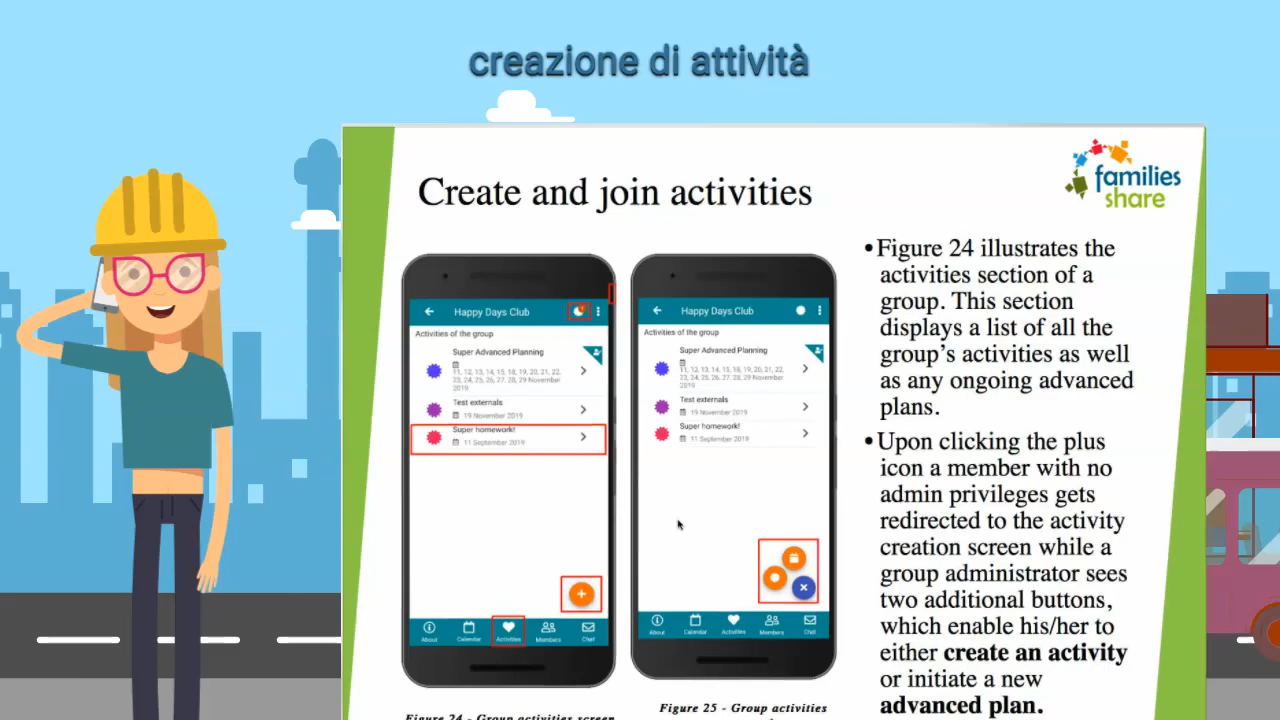 creazione di attività
Create and join activities
families
share
Happy Days Club
Activities of the group
Super Advanced Planning
11, 12, 13, 14, 15, 18, 19, 20, 21, 22,
23, 24, 25, 26, 27, 28, 29 November
2019
Test externals
19 November 2019
Super homework!
11 September 2019
About
Calendar
Activities
Members
Chat
Figure 24 - Group activities screen
Happy Days Club
Activities of the group
Super Advanced Planning
11, 12, 13, 14, 15, 18, 19, 20, 21, 22,
23, 24, 25, 26, 27, 28, 29 November
2019
Test externals
19 November 2019
Super homework!
11 September 2019
About
Calendar
Activities
Members
Chat
Figure 25 - Group activities
•Figure 24 illustrates the
activities section of a
group. This section
displays a list of all the
group's activities as well
as any ongoing advanced
plans.
•Upon clicking the plus
icon a member with no
admin privileges gets
redirected to the activity
creation screen while a
group administrator sees
two additional buttons,
which enable his/her to
either create an activity
or initiate a new
advanced plan.